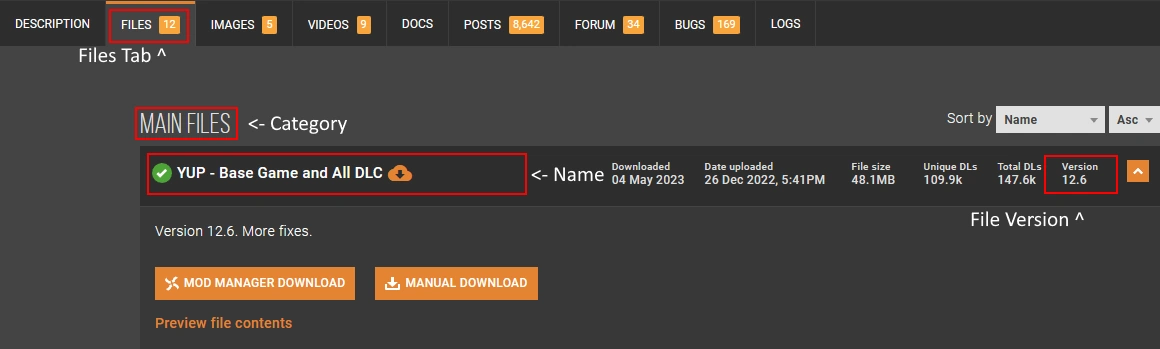 DESCRIPTION FILES 12 IMAGES 5 VIDEOS 9 DOCS POSTS 8,642 FORUM 34 BUGS 169 LOGS
Files Tab ^
MAIN FILES <- Category Sort by Name Asc
YUP - Base Game and All DLC <- Name
Downloaded 04 May 2023
Date uploaded 26 Dec 2022, 5:41PM
File size 48.1MB
Unique DLs 109.9k
Total DLs 147.6k
Version 12.6
File Version ^
Version 12.6. More fixes.
MOD MANAGER DOWNLOAD MANUAL DOWNLOAD
Preview file contents